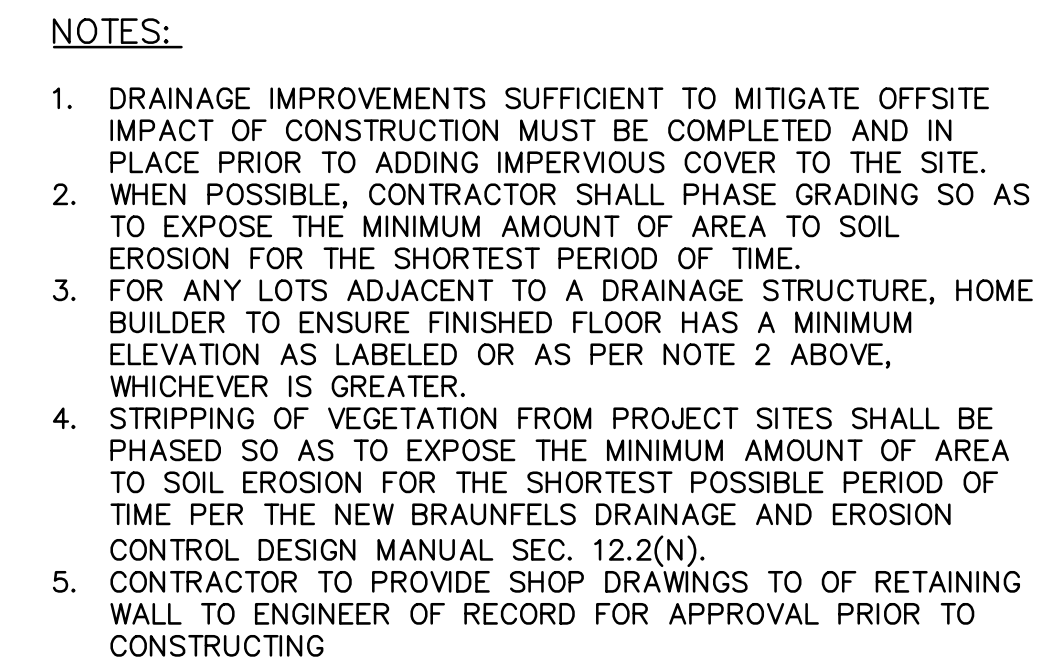 NOTES:
1. DRAINAGE IMPROVEMENTS SUFFICIENT TO MITIGATE OFFSITE
IMPACT OF CONSTRUCTION MUST BE COMPLETED AND IN
PLACE PRIOR TO ADDING IMPERVIOUS COVER TO THE SITE.
2. WHEN POSSIBLE, CONTRACTOR SHALL PHASE GRADING SO AS
TO EXPOSE THE MINIMUM AMOUNT OF AREA TO SOIL
EROSION FOR THE SHORTEST PERIOD OF TIME.
3. FOR ANY LOTS ADJACENT TO A DRAINAGE STRUCTURE, HOME
BUILDER TO ENSURE FINISHED FLOOR HAS A MINIMUM
ELEVATION AS LABELED OR AS PER NOTE 2 ABOVE,
WHICHEVER IS GREATER.
4. STRIPPING OF VEGETATION FROM PROJECT SITES SHALL BE
PHASED SO AS TO EXPOSE THE MINIMUM AMOUNT OF AREA
TO SOIL EROSION FOR THE SHORTEST POSSIBLE PERIOD OF
TIME PER THE NEW BRAUNFELS DRAINAGE AND EROSION
CONTROL DESIGN MANUAL SEC. 12.2(N).
5. CONTRACTOR TO PROVIDE SHOP DRAWINGS TO OF RETAINING
WALL TO ENGINEER OF RECORD FOR APPROVAL PRIOR TO
CONSTRUCTING